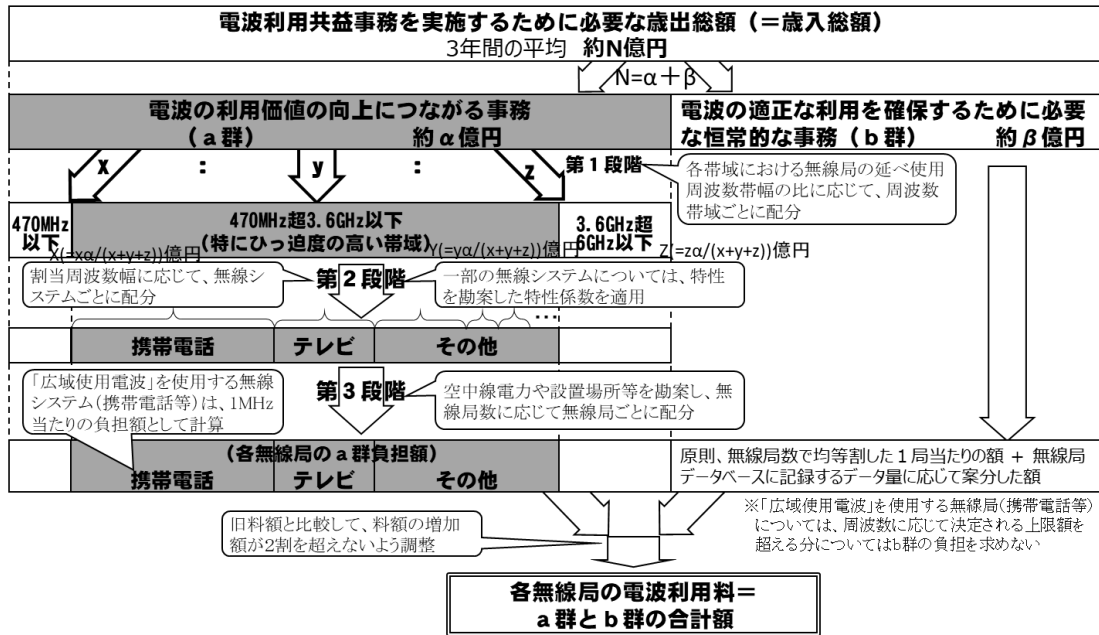 電波利用共益事務を実施するために必要な歳出総額(=歳入総額)
3年間の平均 約N億円
N=α+β
電波の利用価値の向上につながる事務
(a群) 約α億円
電波の適正な利用を確保するために必要
な恒常的な事務(b群) 約β億円
x : y : z
第1段階
各帯域における無線局の延べ使用
周波数帯幅の比に応じて、周波数
帯域ごとに配分
470MHz
以下
470MHz超3.6GHz以下
(特にひっ迫度の高い帯域)
3.6GHz超
6GHz以下
X(=xα/(x+y+z))億円
Y(=yα/(x+y+z))億円
Z(=zα/(x+y+z))億円
割当周波数幅に応じて、無線シ
ステムごとに配分
第2段階
一部の無線システムについては、特性
を勘案した特性係数を適用
…
携帯電話 テレビ その他
「広域使用電波」を使用する無線
システム(携帯電話等)は、1MHz
当たりの負担額として計算
第3段階
空中線電力や設置場所等を勘案し、無
線局数に応じて無線局ごとに配分
(各無線局のa群負担額)
携帯電話 テレビ その他
原則、無線局数で均等割した1局当たりの額 + 無線局
データベースに記録するデータ量に応じて案分した額
※「広域使用電波」を使用する無線局(携帯電話等)
については、周波数に応じて決定される上限額を
超える分についてはb群の負担を求めない
旧料額と比較して、料額の増加
額が2割を超えないよう調整
各無線局の電波利用料=
a群とb群の合計額